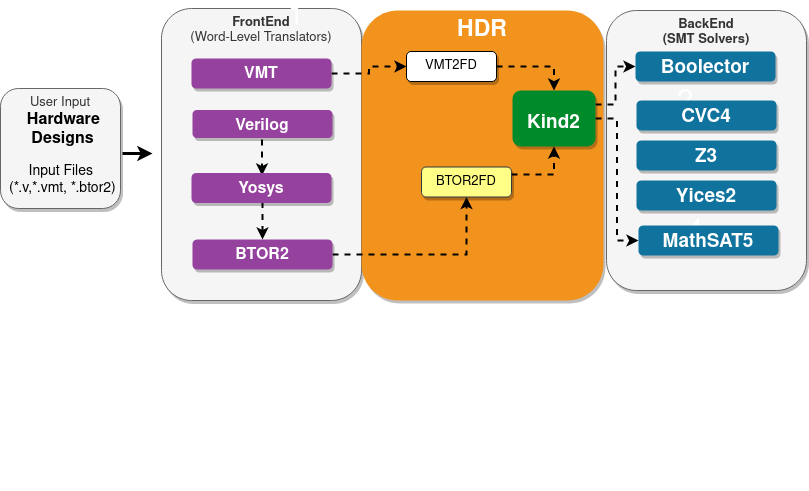 User Input
Hardware
Designs
Input Files
(*.v,*.vmt, *.btor2)
FrontEnd
(Word-Level Translators)
VMT
Verilog
Yosys
BTOR2
HDR
VMT2FD
Kind2
BTOR2FD
BackEnd
(SMT Solvers)
Boolector
CVC4
Z3
Yices2
MathSAT5